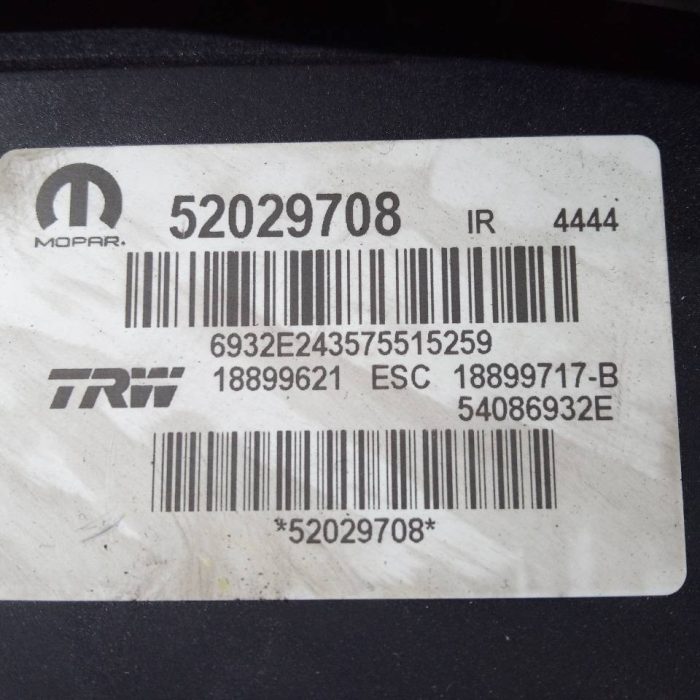 MOPAR. 52029708 IR 4444
6932E243575515259
TRW 18899621 ESC 18899717-B
54086932E
*52029708*